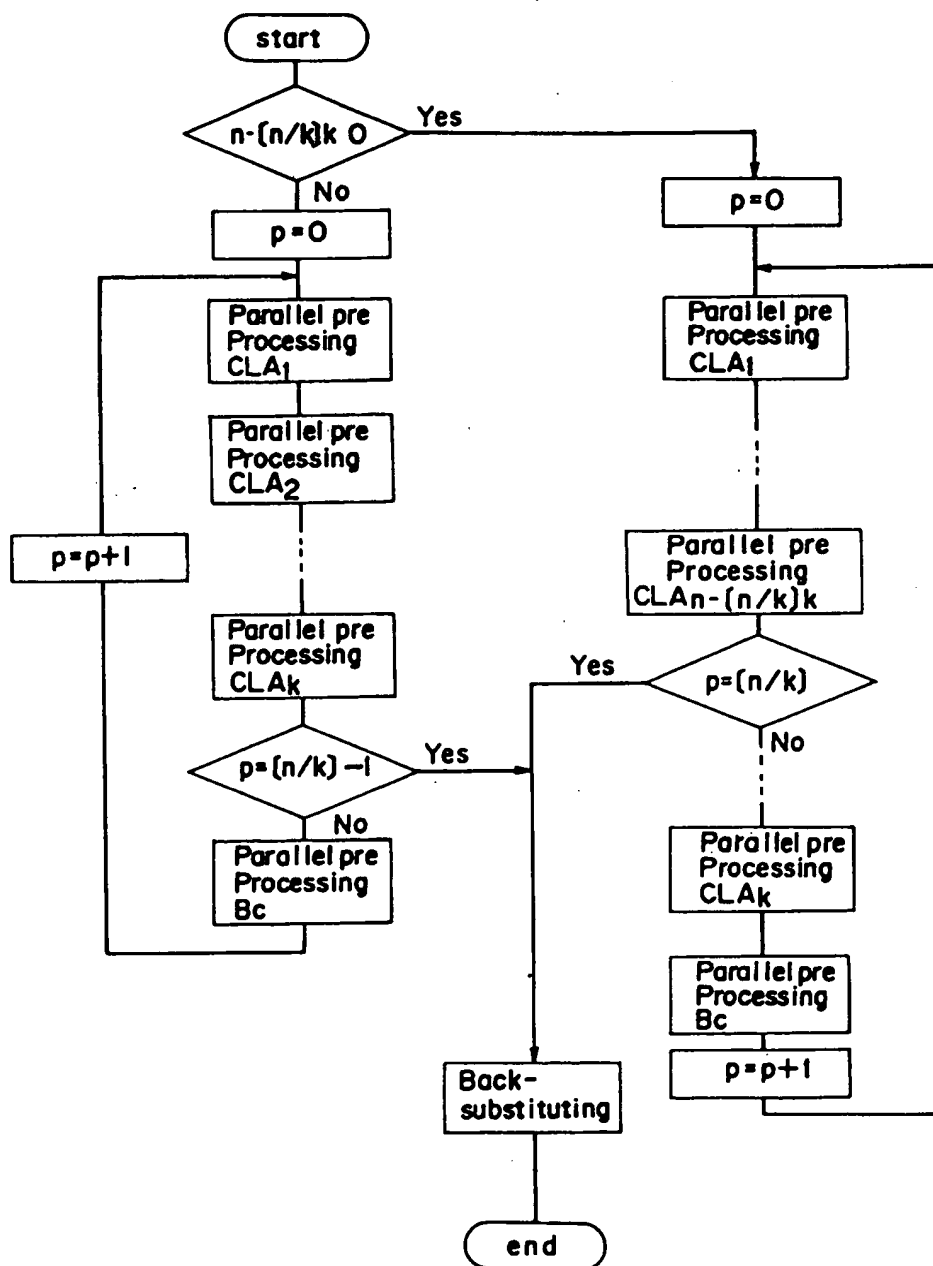 start
n-[n/k]k 0
Yes
No
p=0
Parallel pre
Processing
CLA1
Parallel pre
Processing
CLA2
p=p+1
Parallel pre
Processing
CLAk
p=[n/k]-1
Yes
No
Parallel pre
Processing
Bc
p=0
Parallel pre
Processing
CLA1
Parallel pre
Processing
CLAn-[n/k]k
Yes
p=[n/k]
No
Parallel pre
Processing
CLAk
Parallel pre
Processing
Bc
p=p+1
Back-
substituting
end